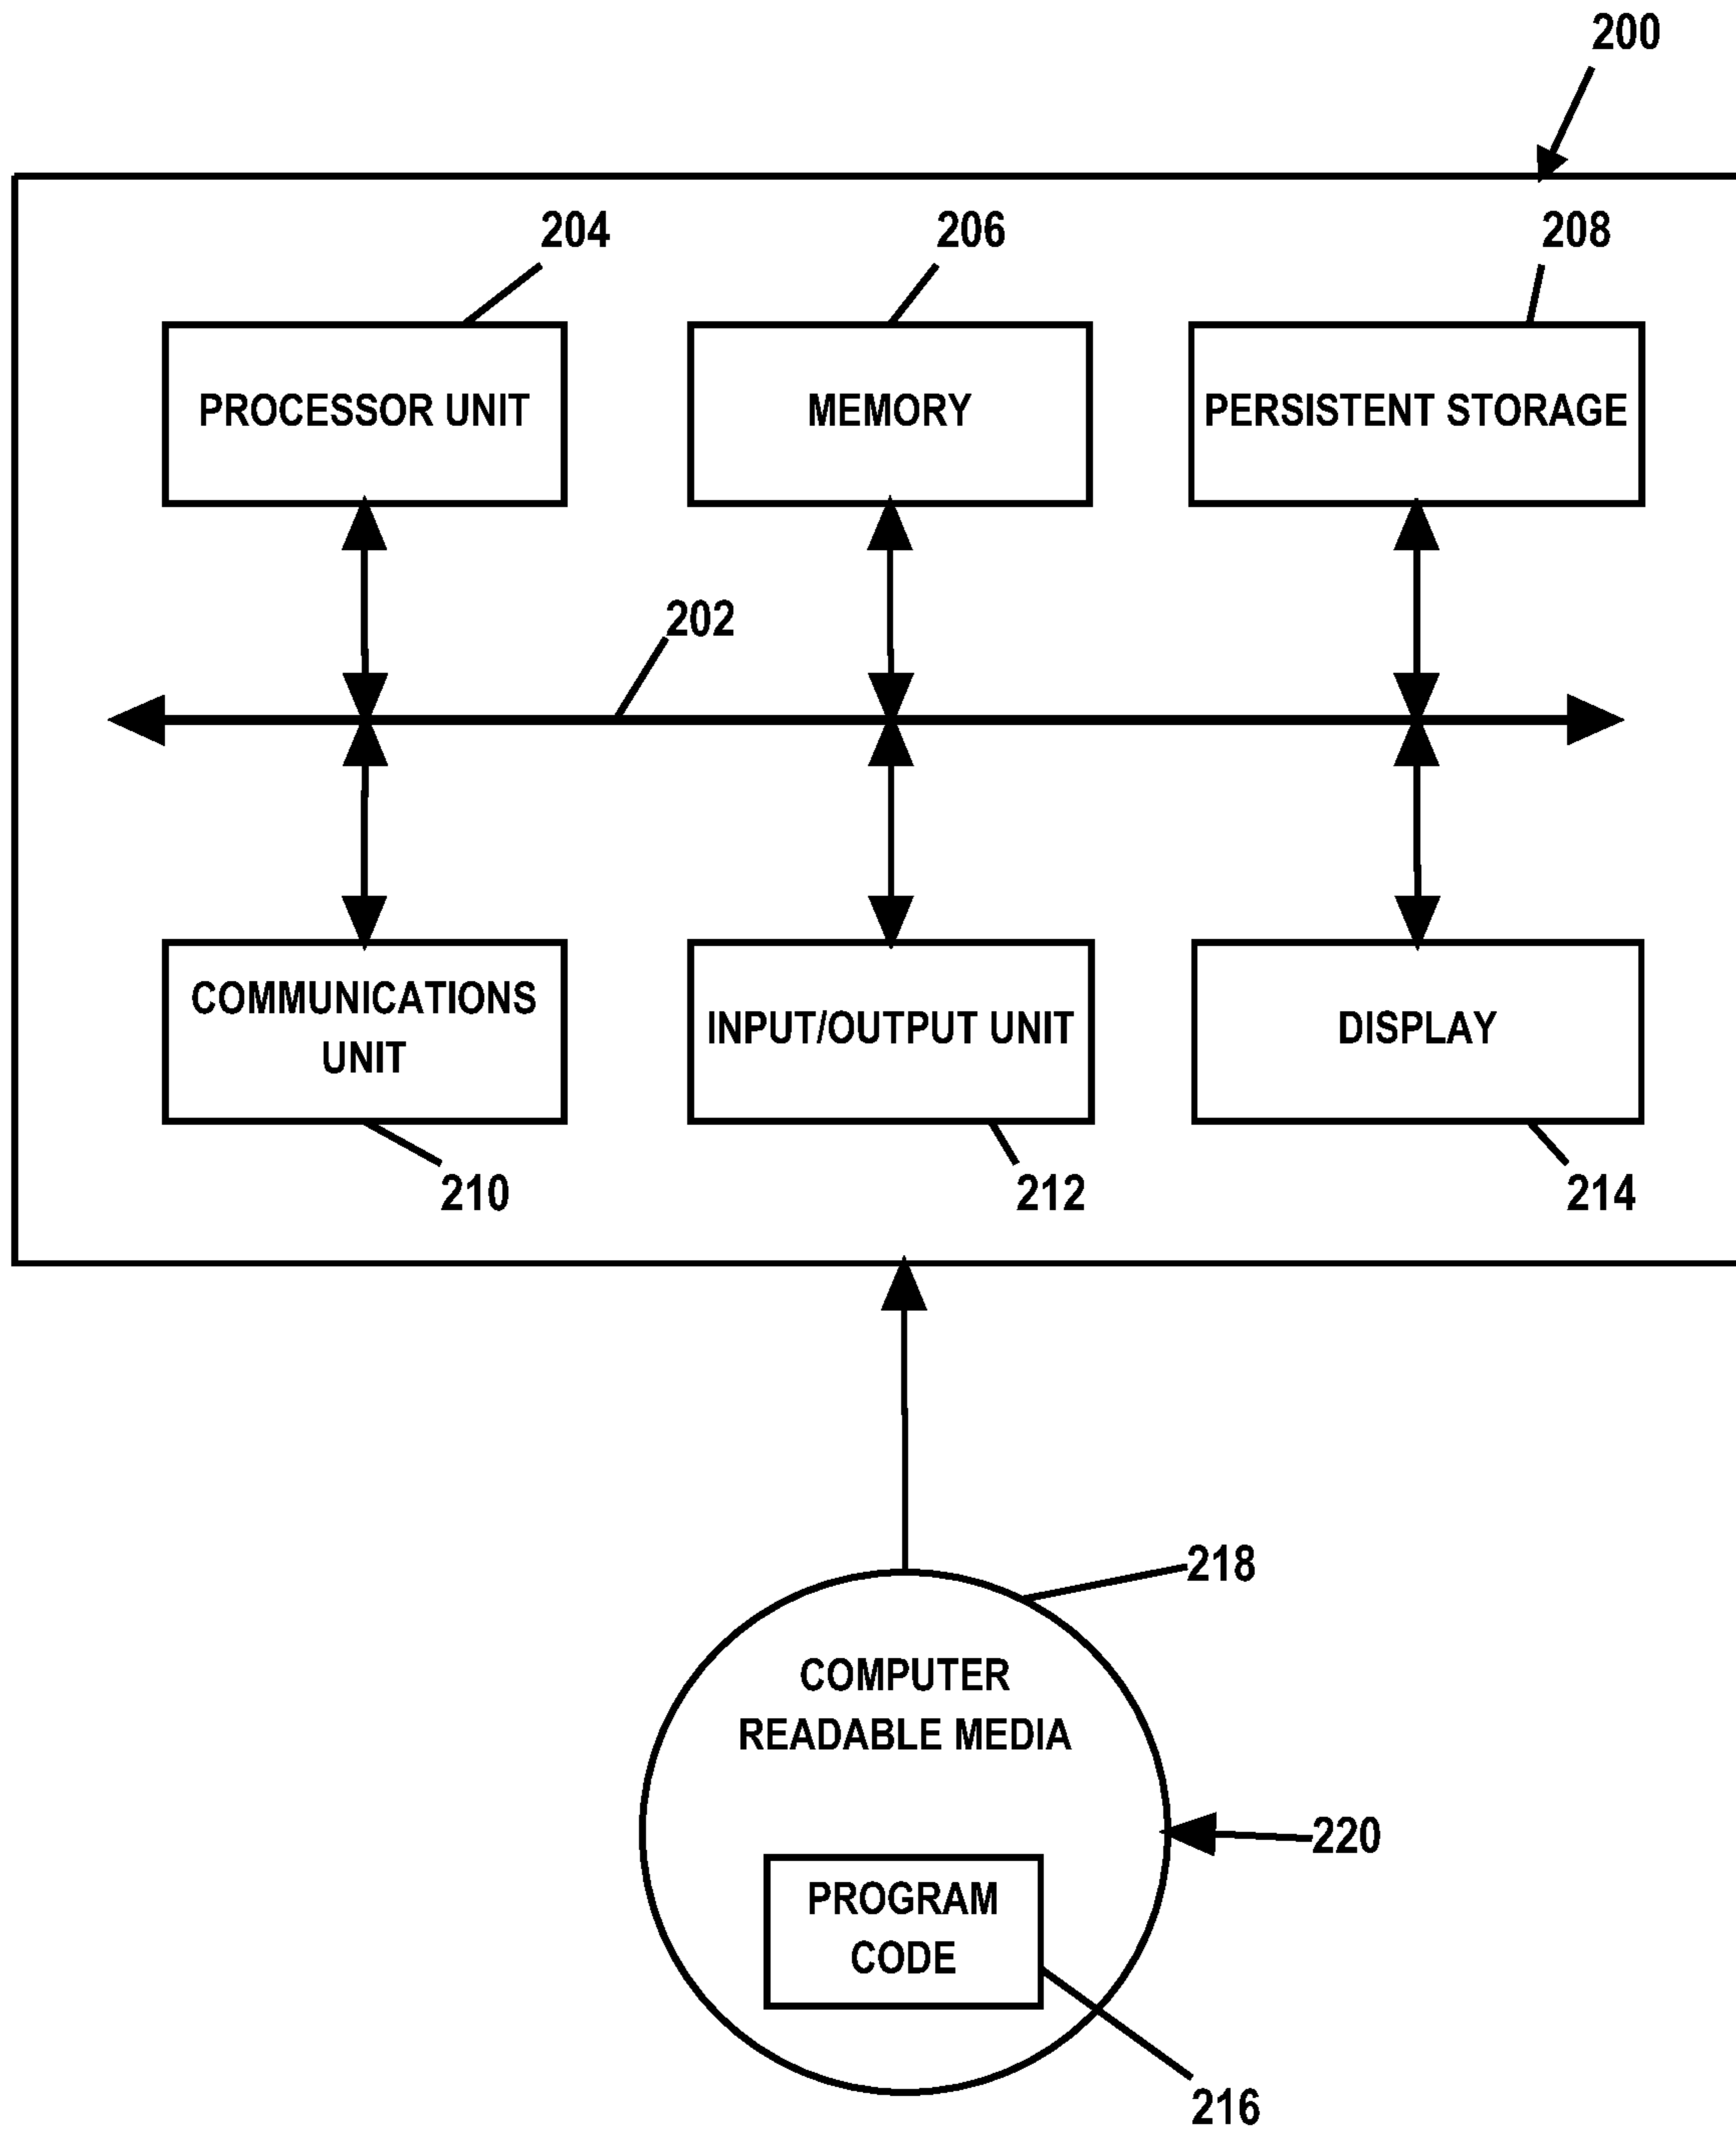 200
204
206
208
PROCESSOR UNIT
MEMORY
PERSISTENT STORAGE
202
COMMUNICATIONS
UNIT
INPUT/OUTPUT UNIT
DISPLAY
210
212
214
218
COMPUTER
READABLE MEDIA
220
PROGRAM
CODE
216